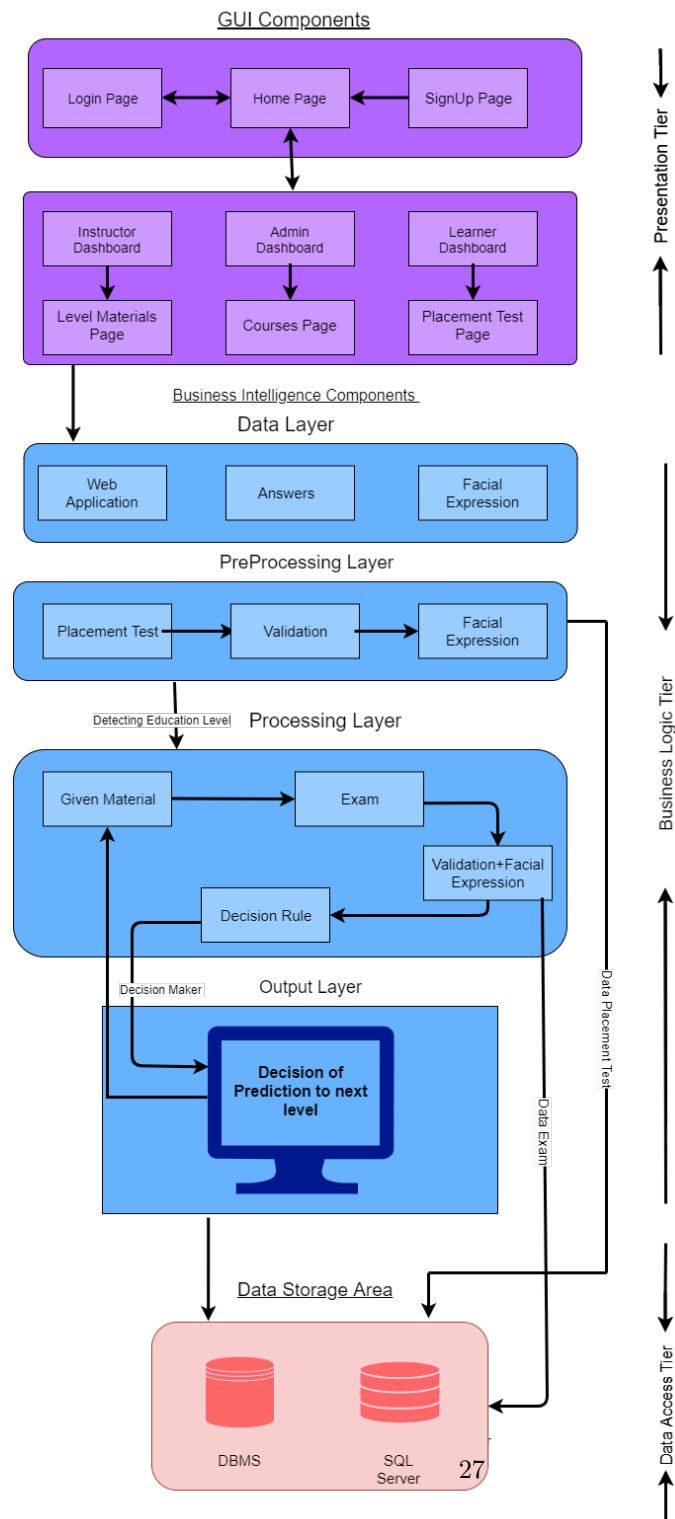 GUI Components
Login Page
Home Page
SignUp Page
Presentation Tier
Instructor
Dashboard
Admin
Dashboard
Learner
Dashboard
Level Materials
Page
Courses Page
Placement Test
Page
Business Intelligence Components
Data Layer
Web
Application
Answers
Facial
Expression
PreProcessing Layer
Placement Test
Validation
Facial
Expression
Business Logic Tier
Detecting Education Level
Processing Layer
Given Material
Exam
Validation+Facial
Expression
Decision Rule
Decision Maker
Output Layer
Data Placement Test
Decision of
Prediction to next
level
Data Exam
Data Storage Area
Data Access Tier
DBMS
SQL
Server
27